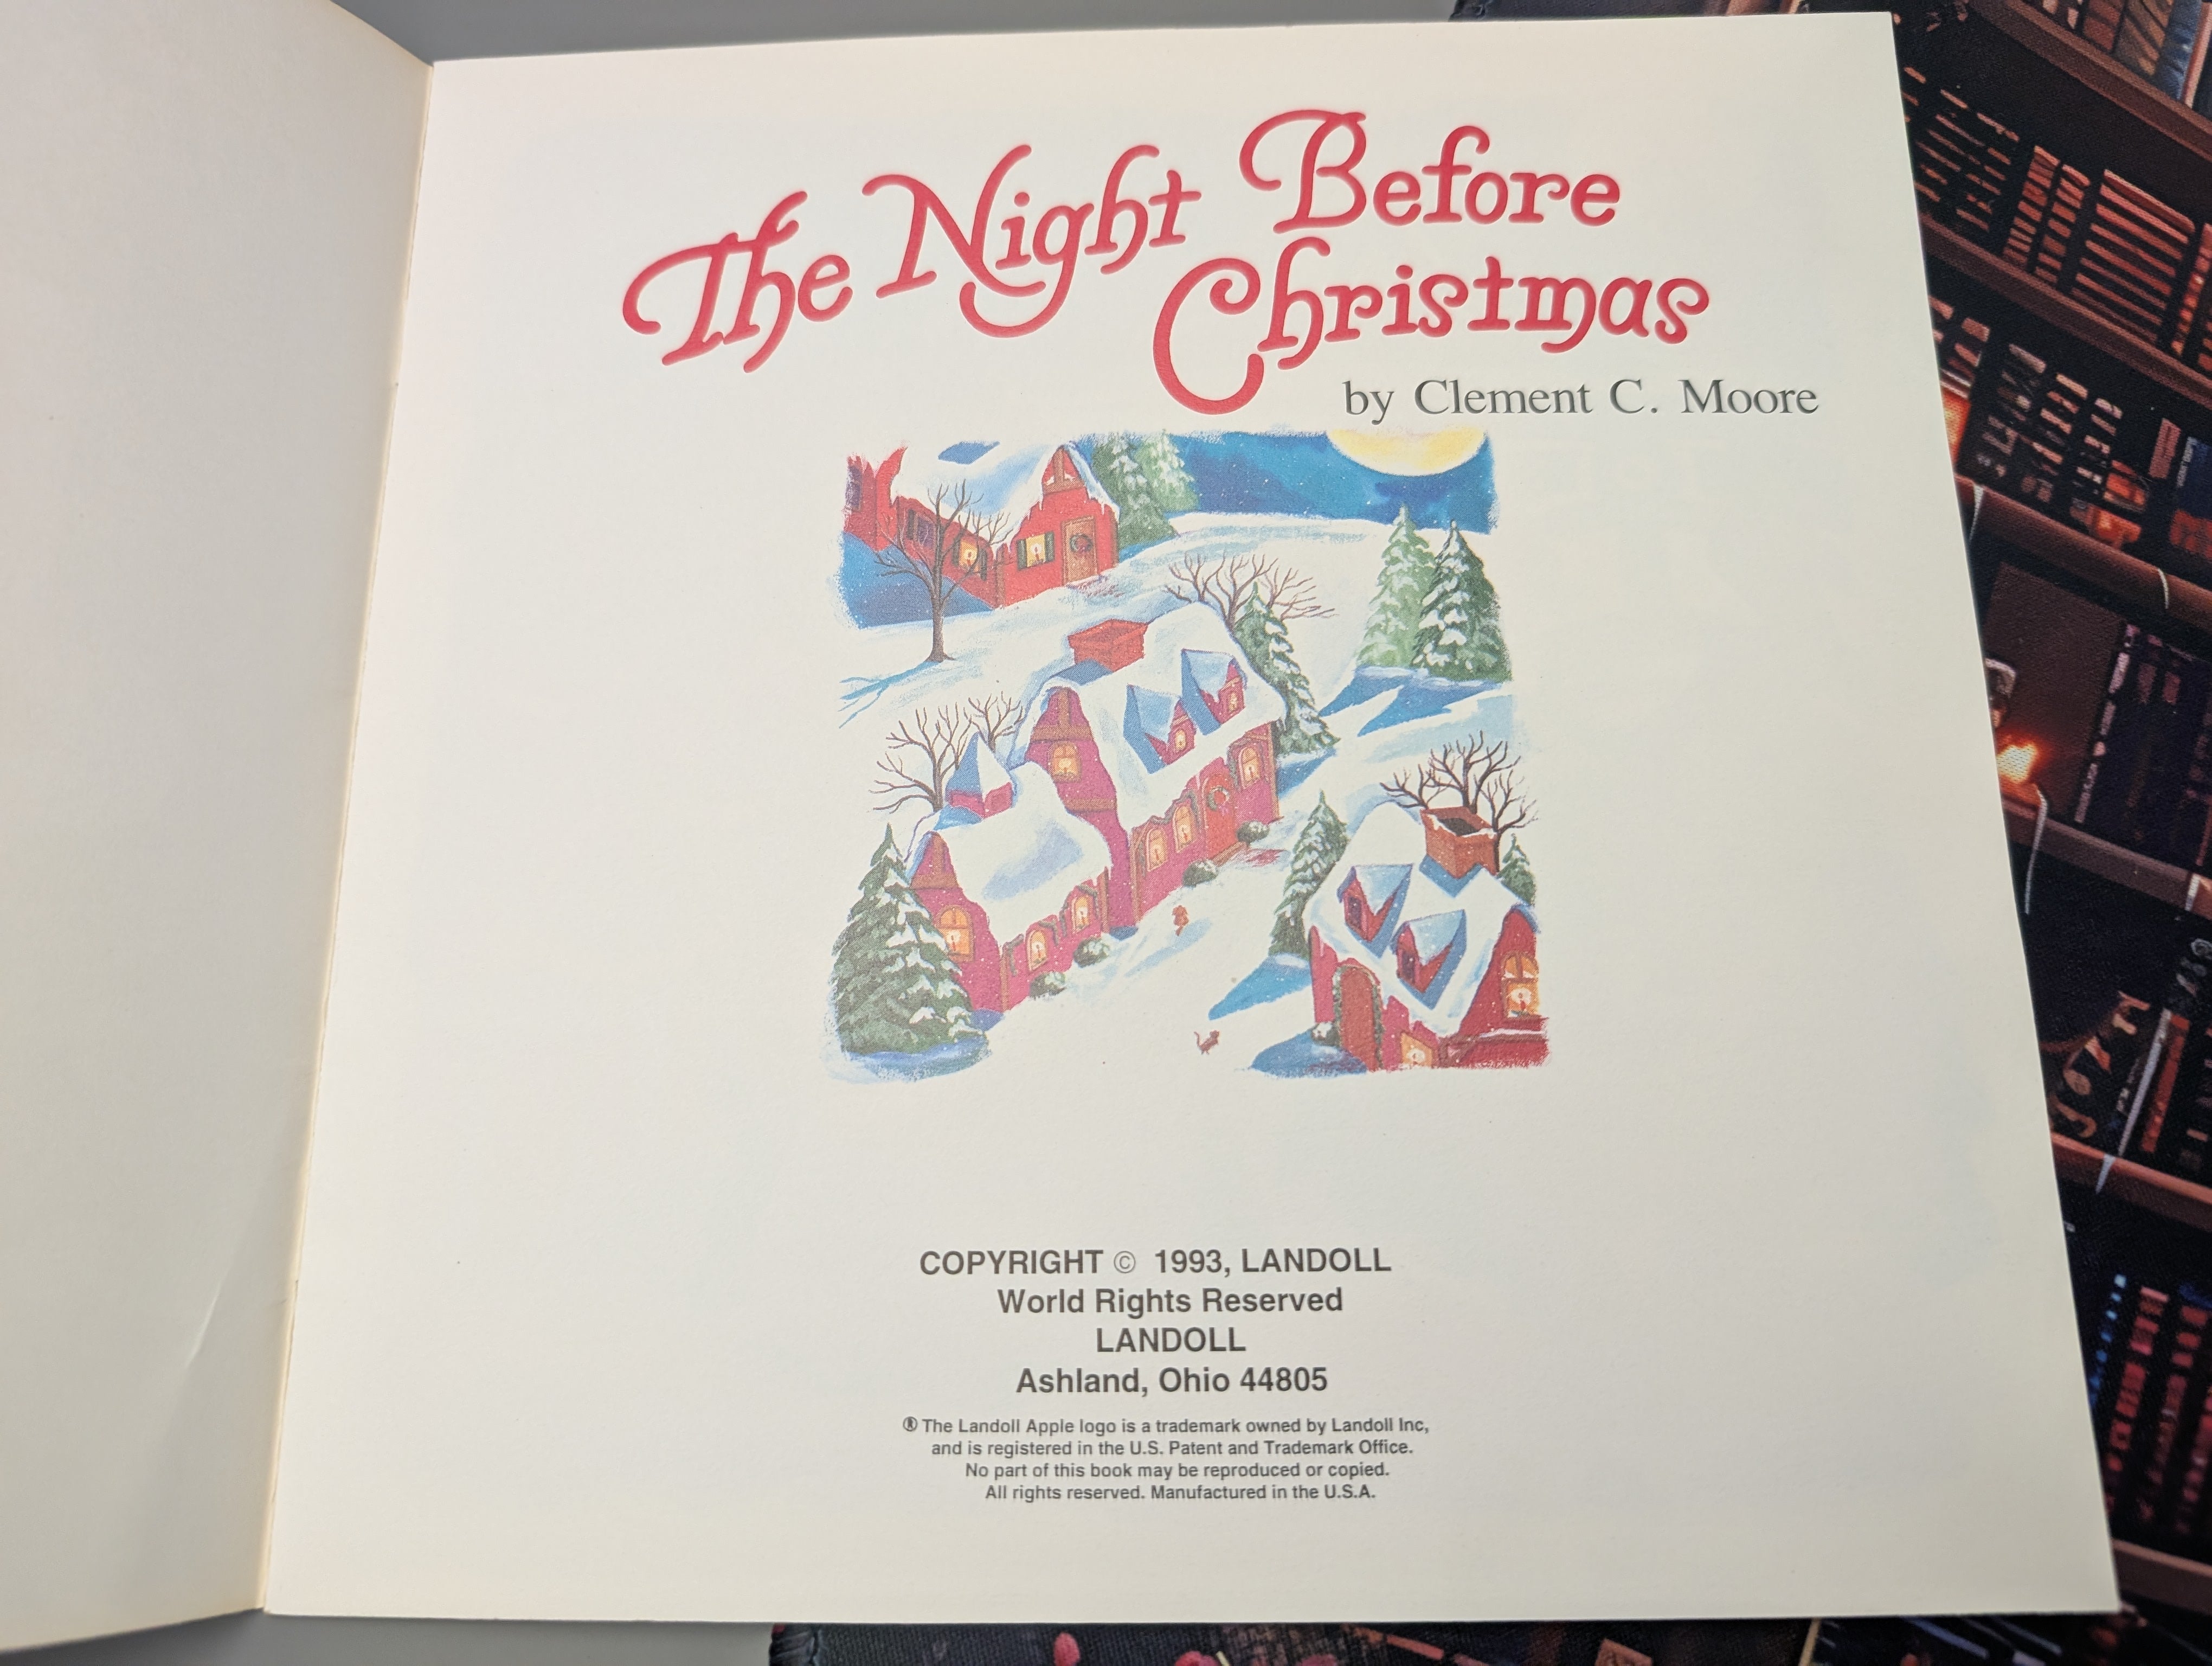 The Night Before
Christmas
by Clement C. Moore
COPYRIGHT © 1993, LANDOLL
World Rights Reserved
LANDOLL
Ashland, Ohio 44805
® The Landoll Apple logo is a trademark owned by Landoll Inc,
and is registered in the U.S. Patent and Trademark Office.
No part of this book may be reproduced or copied.
All rights reserved. Manufactured in the U.S.A.